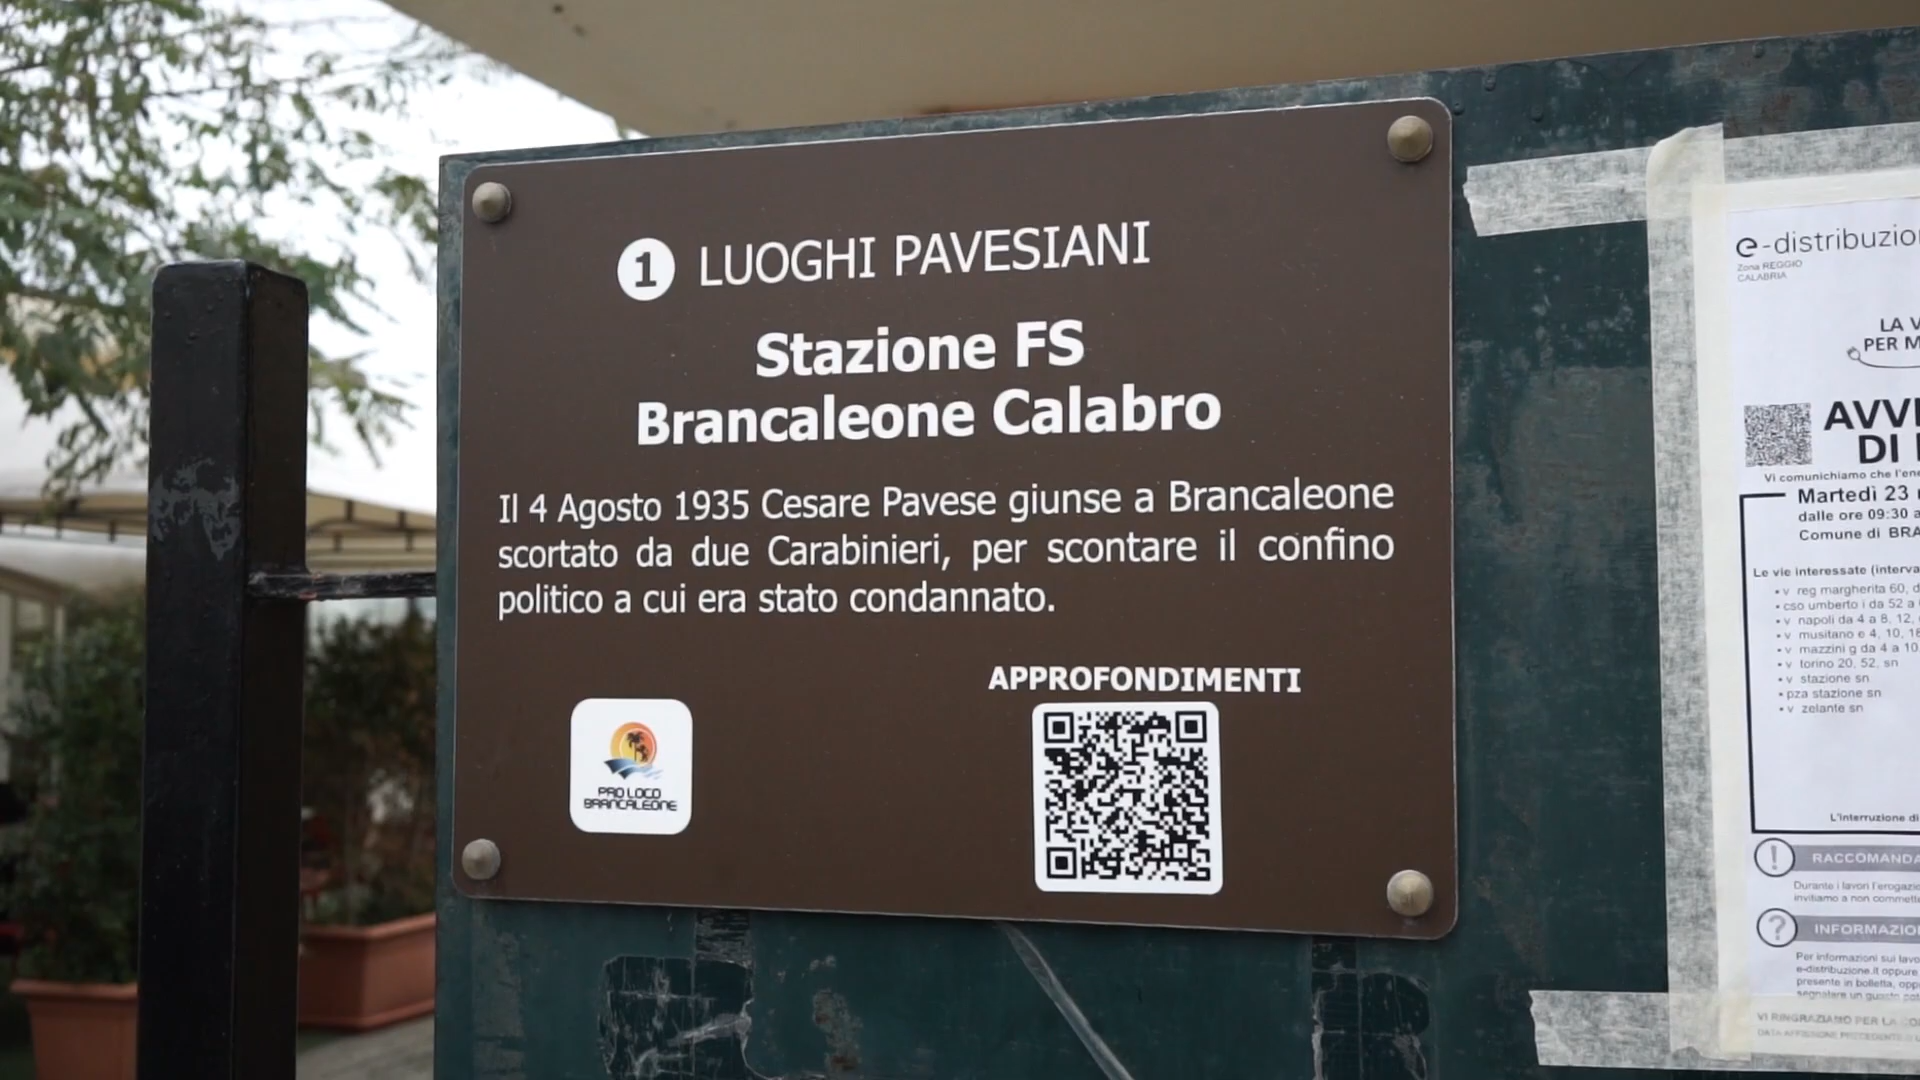 1 LUOGHI PAVESIANI
Stazione FS
Brancaleone Calabro
Il 4 Agosto 1935 Cesare Pavese giunse a Brancaleone
scortato da due Carabinieri, per scontare il confino
politico a cui era stato condannato.
APPROFONDIMENTI
PRO LOCO
BRANCALEONE
e-distribuzio
Zona REGGIO
CALABRIA
LA V
PER M
AVV
DI
Vi comunichiamo che l'ene
Martedì 23
dalle ore 09:30 a
Comune di BRA
Le vie interessate (interva
• v reg margherita 60, d
• cso umberto i da 52 a
• v napoli da 4 a 8, 12,
• v musitano e 4, 10, 18
• v mazzini g da 4 a 10
• v torino 20, 52, sn
• v stazione sn
• pza stazione sn
• v zelante sn
L'interruzione di
! RACCOMANDA
Durante i lavori l'erogazio
invitiamo a non commette
? INFORMAZIO
Per informazioni sui lavo
e-distribuzione.it oppure
presente in bolletta, opp
segnalare un guasto
VI RINGRAZIAMO PER LA